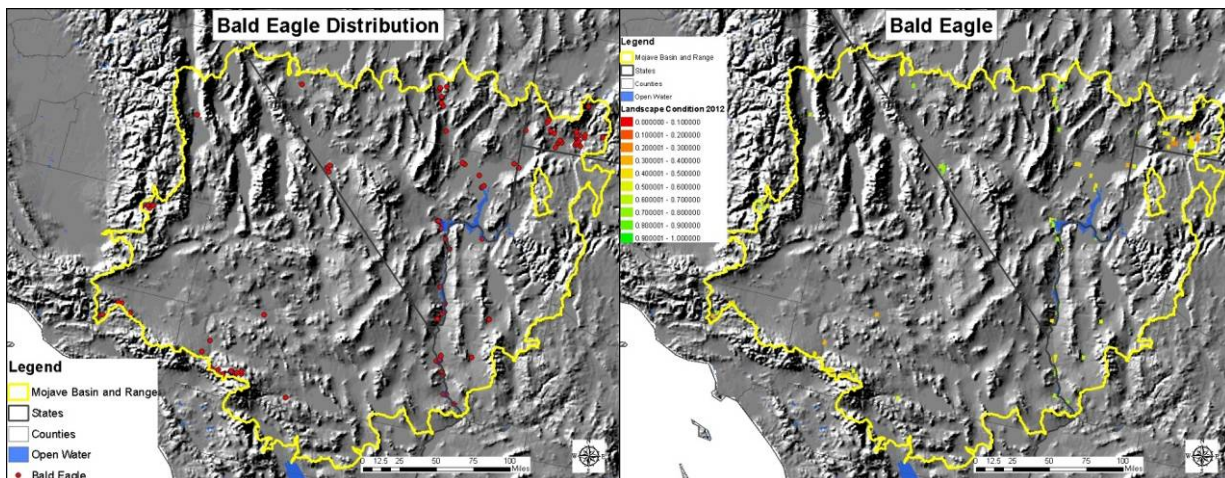 Bald Eagle Distribution
Legend
Mojave Basin and Range
States
Counties
Open Water
Bald Eagle
0 12.5 25 50 75 100
Miles
Bald Eagle
Legend
Mojave Basin and Range
States
Counties
Open Water
Landscape Condition 2012
0.000000 - 0.100000
0.100001 - 0.200000
0.200001 - 0.300000
0.300001 - 0.400000
0.400001 - 0.500000
0.500001 - 0.600000
0.600001 - 0.700000
0.700001 - 0.800000
0.800001 - 0.900000
0.900001 - 1.000000
0 12.5 25 50 75 100
Miles